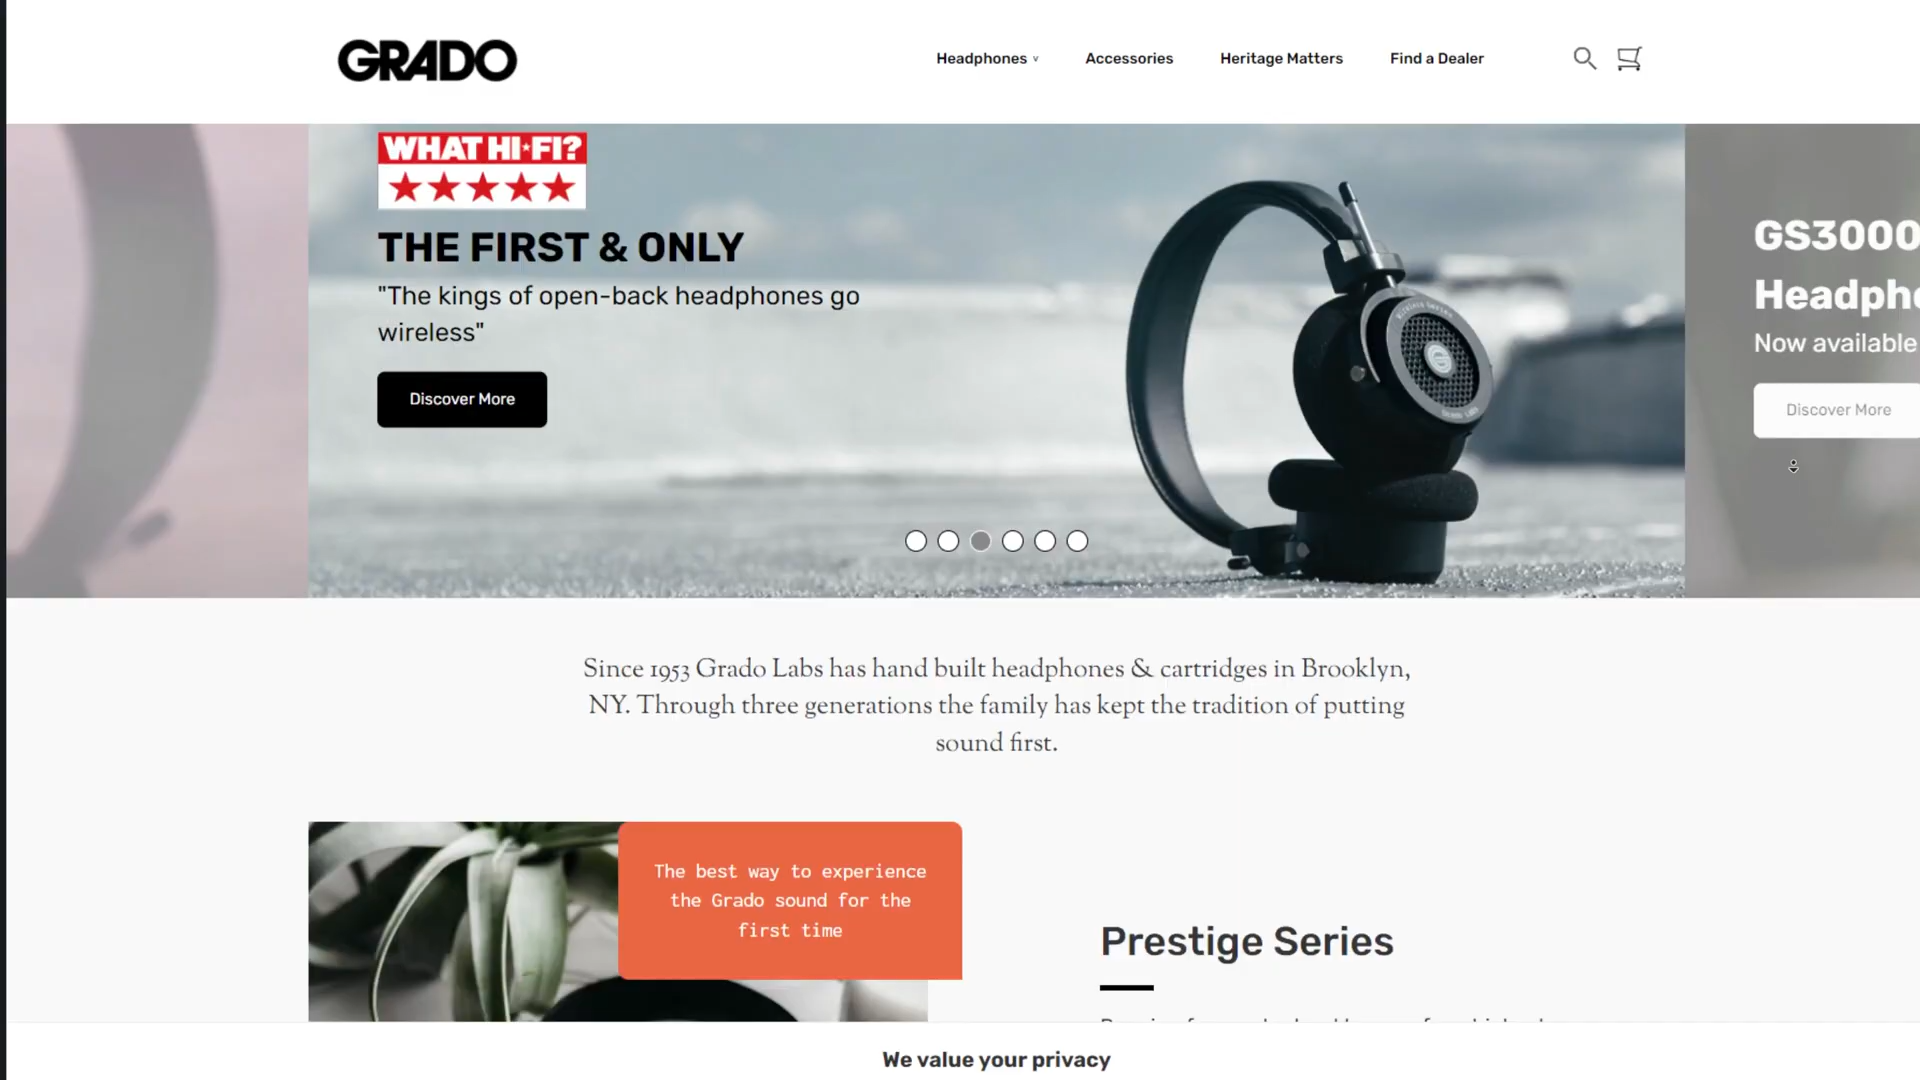 GRADO
Headphones
Accessories
Heritage Matters
Find a Dealer
WHAT HI-FI?
THE FIRST & ONLY
"The kings of open-back headphones go
wireless"
Discover More
GS3000
Now available
Discover More
Since 1953 Grado Labs has hand built headphones & cartridges in Brooklyn,
NY. Through three generations the family has kept the tradition of putting
sound first.
The best way to experience
the Grado sound for the
first time
Prestige Series
We value your privacy